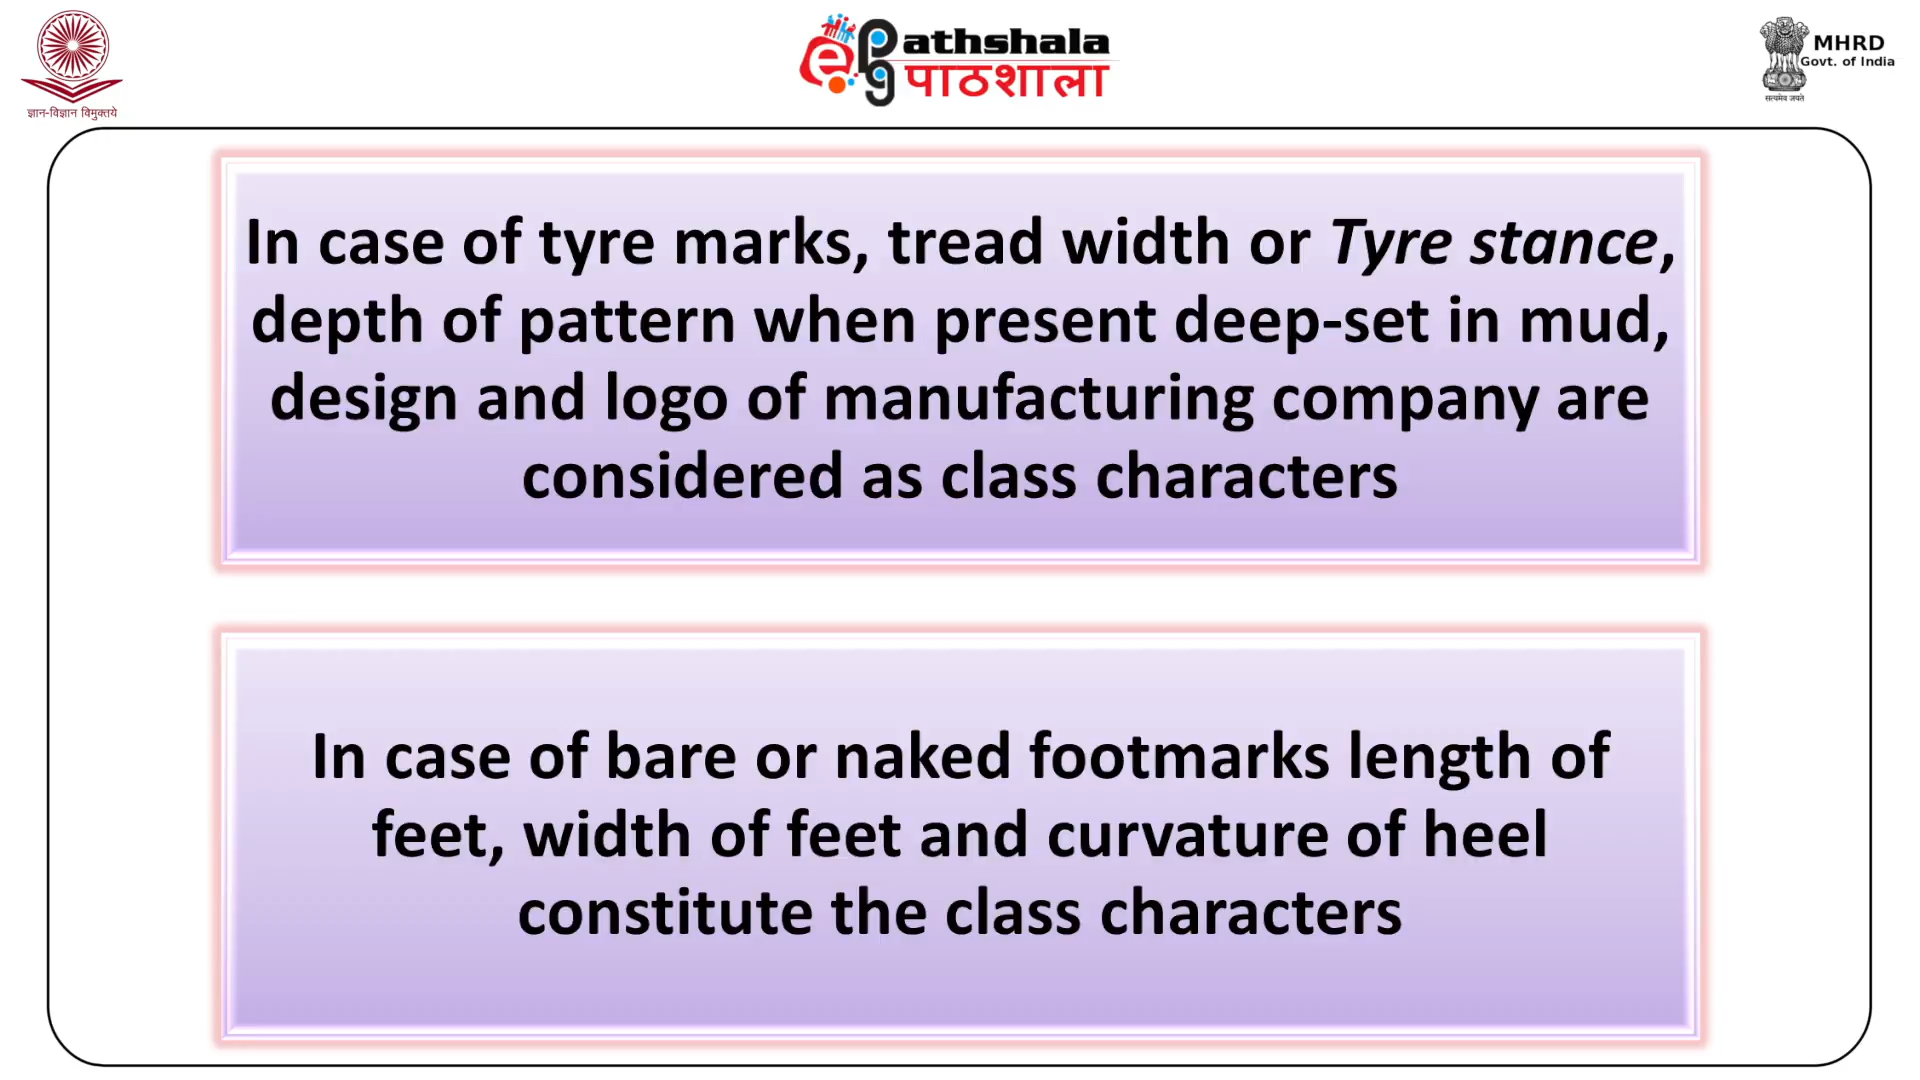 ज्ञान-विज्ञान विमुक्तये
e pg athshala
पाठशाला
MHRD
Govt. of India
सत्यमेव जयते
In case of tyre marks, tread width or Tyre stance,
depth of pattern when present deep-set in mud,
design and logo of manufacturing company are
considered as class characters
In case of bare or naked footmarks length of
feet, width of feet and curvature of heel
constitute the class characters